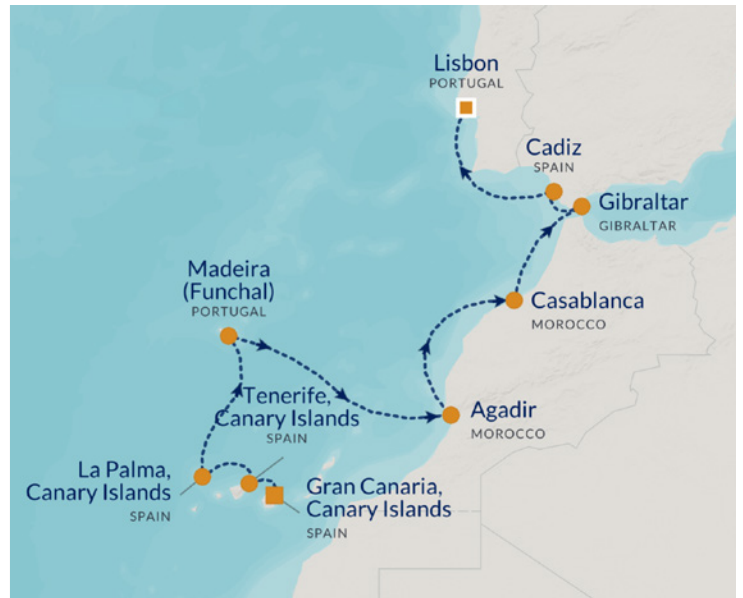 Lisbon
PORTUGAL
Cadiz
SPAIN
Gibraltar
GIBRALTAR
Madeira
(Funchal)
PORTUGAL
Casablanca
MOROCCO
Tenerife,
Canary Islands
SPAIN
Agadir
MOROCCO
La Palma,
Canary Islands
SPAIN
Gran Canaria,
Canary Islands
SPAIN